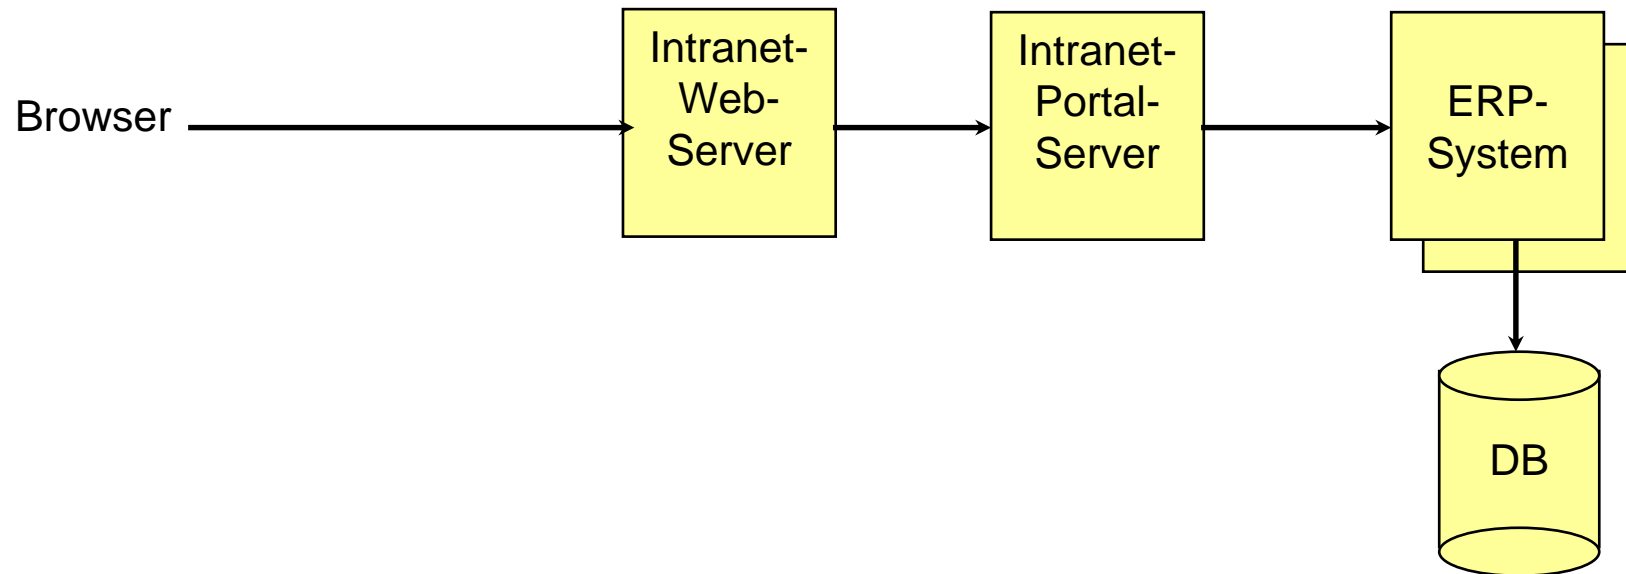 Browser
Intranet-
Web-
Server
Intranet-
Portal-
Server
ERP-
System
DB